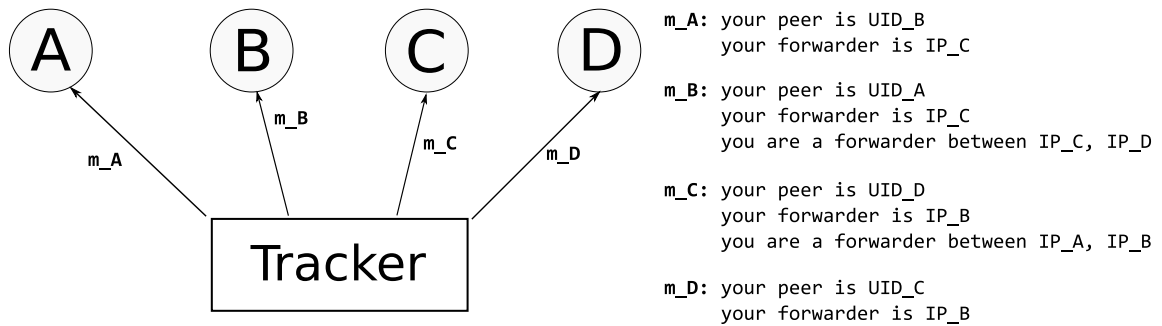 A
B
C
D
m_A
m_B
m_C
m_D
Tracker
m_A: your peer is UID_B
your forwarder is IP_C
m_B: your peer is UID_A
your forwarder is IP_C
you are a forwarder between IP_C, IP_D
m_C: your peer is UID_D
your forwarder is IP_B
you are a forwarder between IP_A, IP_B
m_D: your peer is UID_C
your forwarder is IP_B